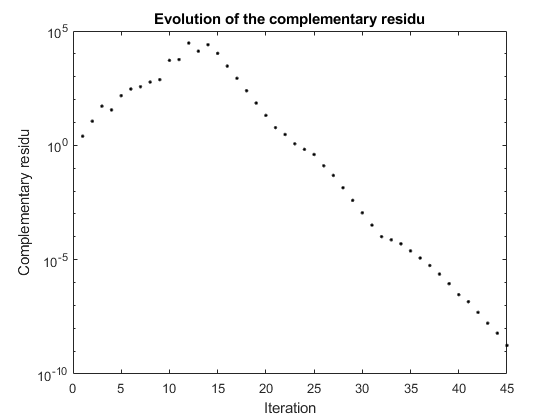 Evolution of the complementary residu
10^5
10^0
10^-5
10^-10
Complementary residu
0 5 10 15 20 25 30 35 40 45
Iteration